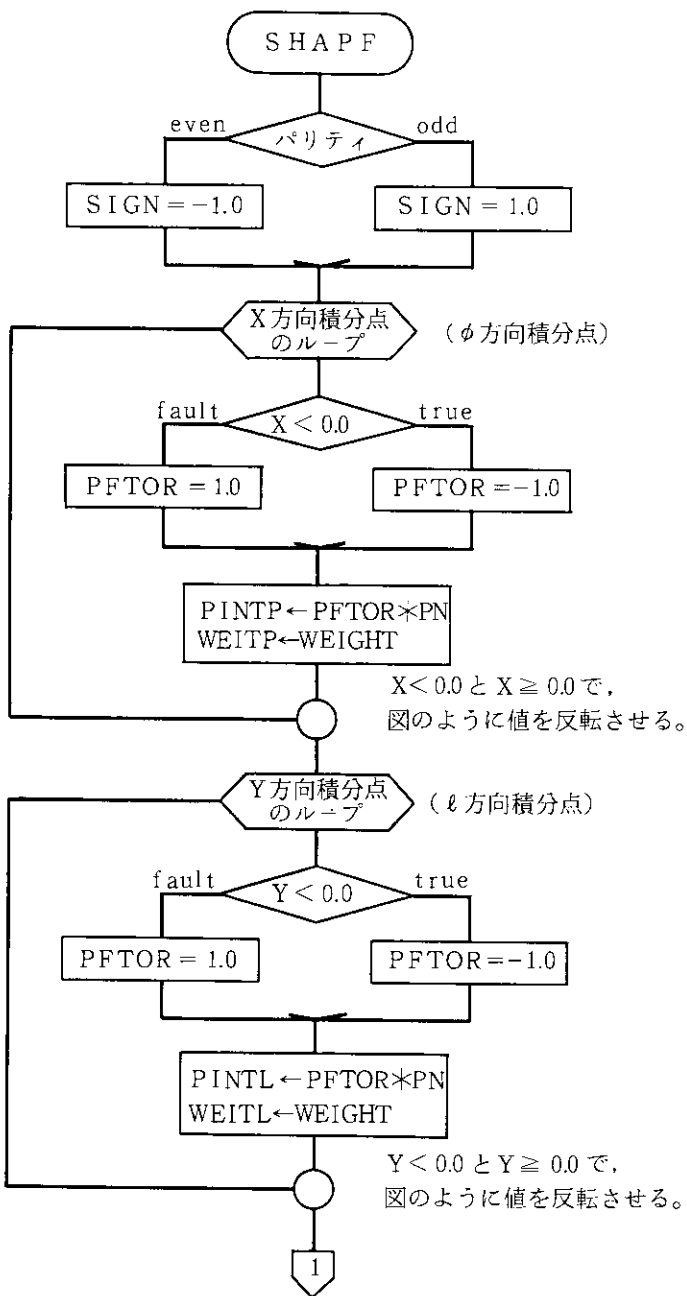 SHAPF
even
パリティ
odd
SIGN=-1.0
SIGN=1.0
X方向積分点
のループ
(φ方向積分点)
fault
X<0.0
true
PFTOR=1.0
PFTOR=-1.0
PINTP←PFTOR*PN
WEITP←WEIGHT
X<0.0とX≧0.0で,
図のように値を反転させる。
Y方向積分点
のループ
(ℓ方向積分点)
fault
Y<0.0
true
PFTOR=1.0
PFTOR=-1.0
PINTL←PFTOR*PN
WEITL←WEIGHT
Y<0.0とY≧0.0で,
図のように値を反転させる。
1